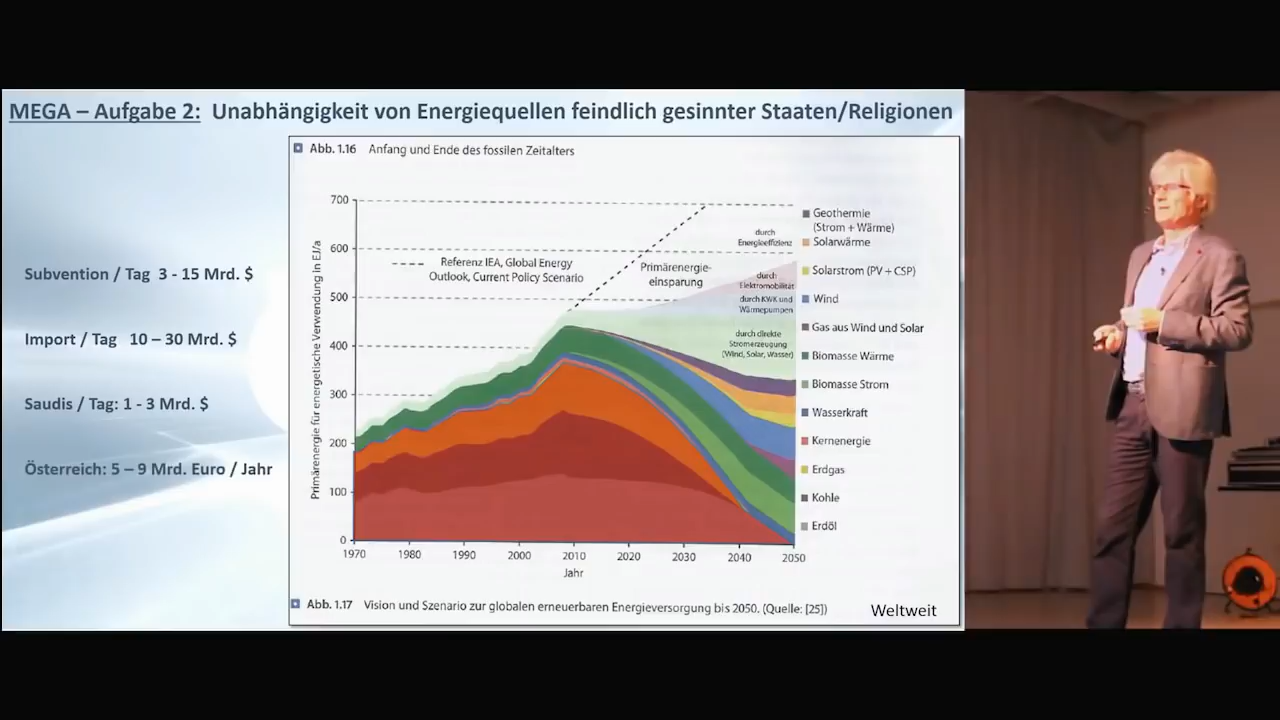 MEGA – Aufgabe 2: Unabhängigkeit von Energiequellen feindlich gesinnter Staaten/Religionen
Subvention / Tag 3 - 15 Mrd. $
Import / Tag 10 – 30 Mrd. $
Saudis / Tag: 1 - 3 Mrd. $
Österreich: 5 – 9 Mrd. Euro / Jahr
Abb. 1.16 Anfang und Ende des fossilen Zeitalters
Primärenergie für energetische Verwendung in EJ/a
700
600
500
400
300
200
100
0
1970
1980
1990
2000
2010
2020
2030
2040
2050
Jahr
Referenz IEA, Global Energy
Outlook, Current Policy Scenario
Primärenergie-
einsparung
durch
Energieeffizienz
durch
Elektromobilität
durch KWK und
Wärmepumpen
durch direkte
Stromerzeugung
(Wind, Solar, Wasser)
Geothermie
(Strom + Wärme)
Solarwärme
Solarstrom (PV + CSP)
Wind
Gas aus Wind und Solar
Biomasse Wärme
Biomasse Strom
Wasserkraft
Kernenergie
Erdgas
Kohle
Erdöl
Abb. 1.17 Vision und Szenario zur globalen erneuerbaren Energieversorgung bis 2050. (Quelle: [25])
Weltweit